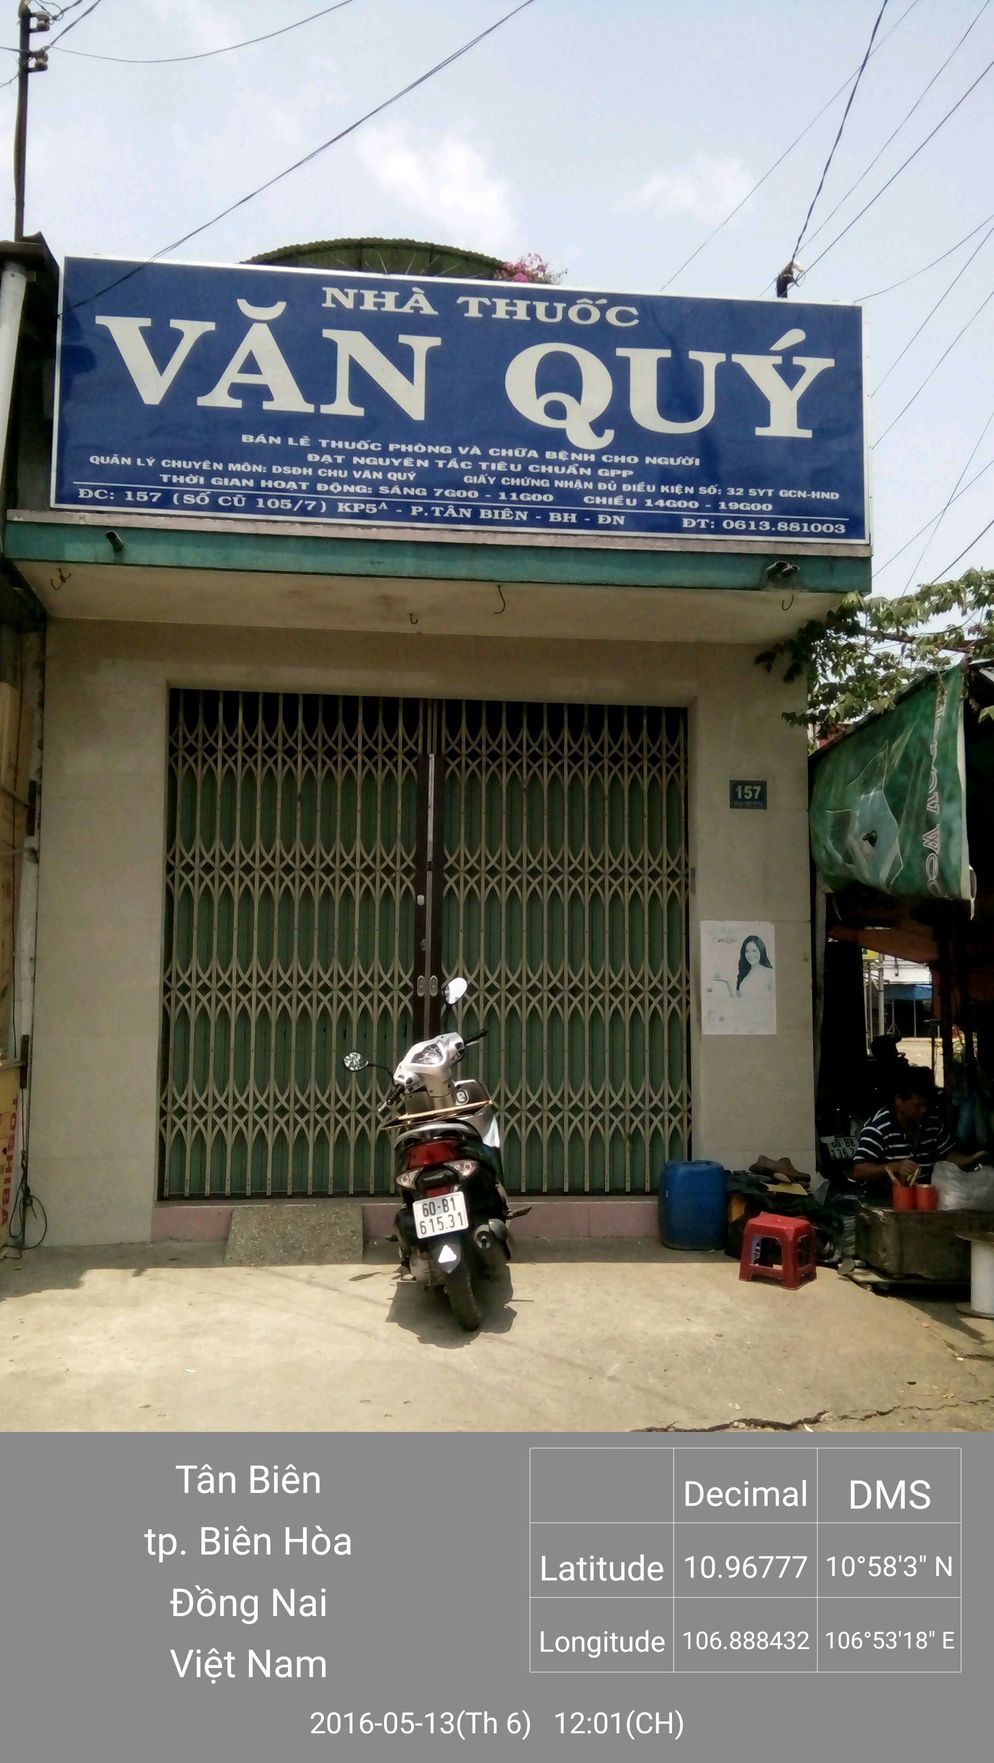 NHÀ THUỐC
VĂN QUÝ
BÁN LẺ THUỐC PHÒNG VÀ CHỮA BỆNH CHO NGƯỜI
ĐẠT NGUYÊN TẮC TIÊU CHUẨN GPP
QUẢN LÝ CHUYÊN MÔN: DSĐH CHU VĂN QUÝ GIẤY CHỨNG NHẬN ĐỦ ĐIỀU KIỆN SỐ: 32 SYT GCN-HND
THỜI GIAN HOẠT ĐỘNG: SÁNG 7G00 - 11G00 CHIỀU 14G00 - 19G00
ĐC: 157 (SỐ CŨ 105/7) KP5A - P.TÂN BIÊN - BH - ĐN ĐT: 0613.881003
157
60-B1
615.31
TOSHIBA
Tân Biên
tp. Biên Hòa
Đồng Nai
Việt Nam
Decimal DMS
Latitude 10.96777 10°58'3" N
Longitude 106.888432 106°53'18" E
2016-05-13(Th 6) 12:01(CH)